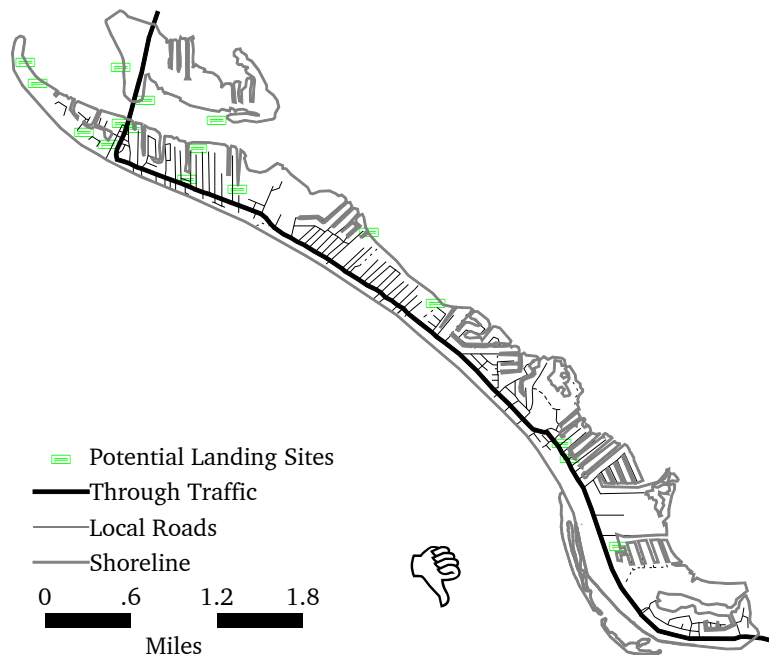 Potential Landing Sites
Through Traffic
Local Roads
Shoreline
0 .6 1.2 1.8
Miles